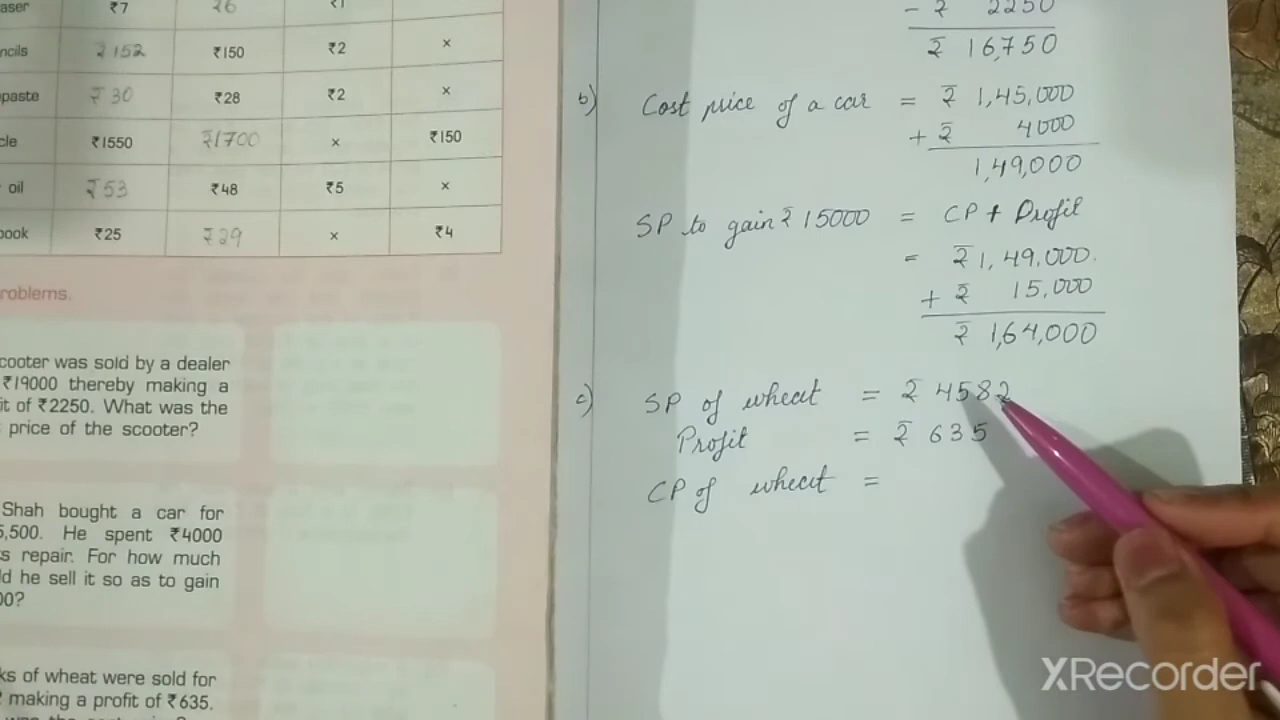 aser ₹7 ₹6 ₹1
ncils ₹152 ₹150 ₹2 ×
paste ₹30 ₹28 ₹2 ×
cle ₹1550 ₹1700 × ₹150
oil ₹53 ₹48 ₹5 ×
book ₹25 ₹29 × ₹4
roblems.
cooter was sold by a dealer
₹19000 thereby making a
it of ₹2250. What was the
price of the scooter?
Shah bought a car for
5,500. He spent ₹4000
s repair. For how much
ld he sell it so as to gain
00?
ks of wheat were sold for
making a profit of ₹635.
- ₹ 2250
₹ 16,750
b) Cost price of a car = ₹ 1,45,000
+ ₹ 4000
1,49,000
SP to gain ₹ 15000 = CP + Profit
= ₹ 1,49,000.
+ ₹ 15,000
₹ 1,64,000
c) SP of wheat = ₹ 4582
Profit = ₹ 635
CP of wheat =
XRecorder